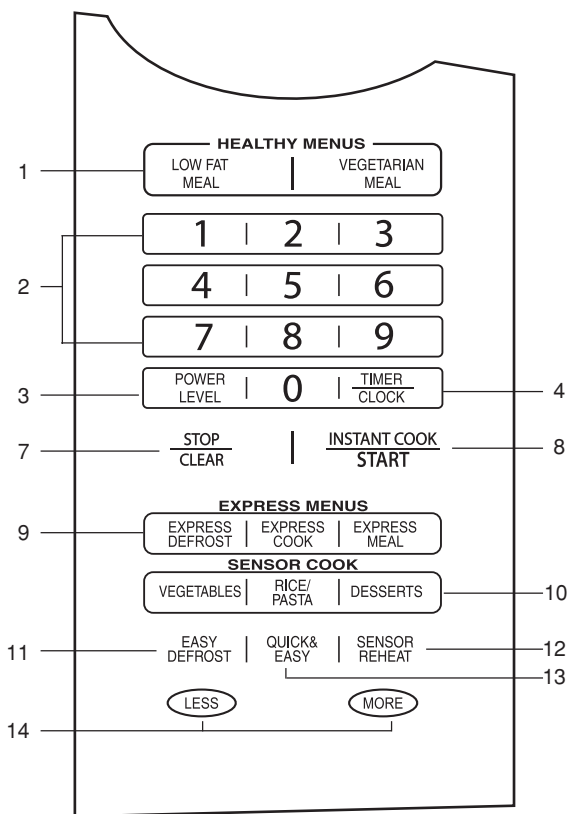 HEALTHY MENUS
1 LOW FAT MEAL | VEGETARIAN MEAL
1 | 2 | 3
2 4 | 5 | 6
7 | 8 | 9
3 POWER LEVEL 0 TIMER CLOCK 4
7 STOP CLEAR | INSTANT COOK START 8
EXPRESS MENUS
9 EXPRESS DEFROST | EXPRESS COOK | EXPRESS MEAL
SENSOR COOK
VEGETABLES | RICE/ PASTA | DESSERTS 10
11 EASY DEFROST | QUICK& EASY | SENSOR REHEAT 12
13
LESS MORE
14